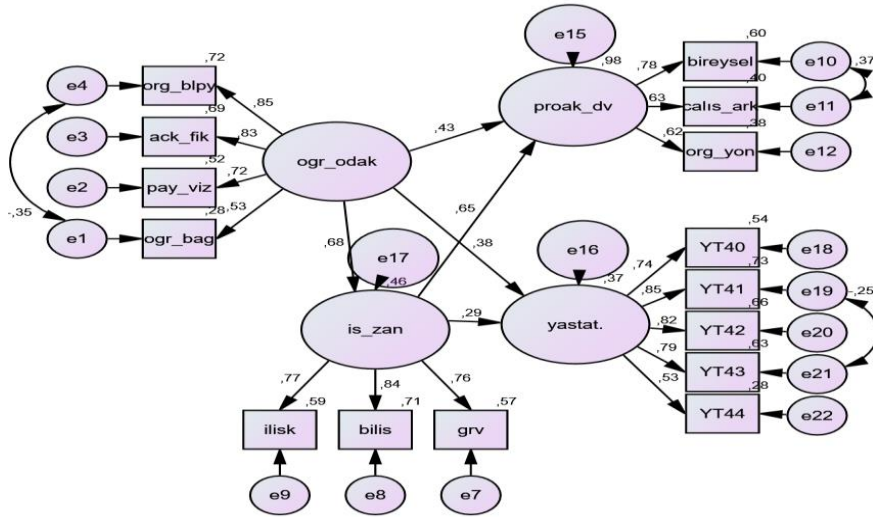 e15
,60
,98
,72
e4
org_blpy
,78
bireysel
e10
,37
,40
,69
,85
proak_dv
,63
calıs_ark
e11
e3
ack_fik
,83
,43
,38
,52
ogr_odak
,62
org_yon
e12
e2
pay_viz
,72
,28
,53
-,35
e1
ogr_bag
,65
,54
,68
e17
,38
e16
,74
YT40
e18
,46
,37
,73
,85
YT41
e19
-,25
,66
is_zan
,29
yastat.
,82
YT42
e20
,63
,79
YT43
e21
,77
,84
,76
,53
,28
,59
,71
,57
YT44
e22
ilisk
bilis
grv
e9
e8
e7